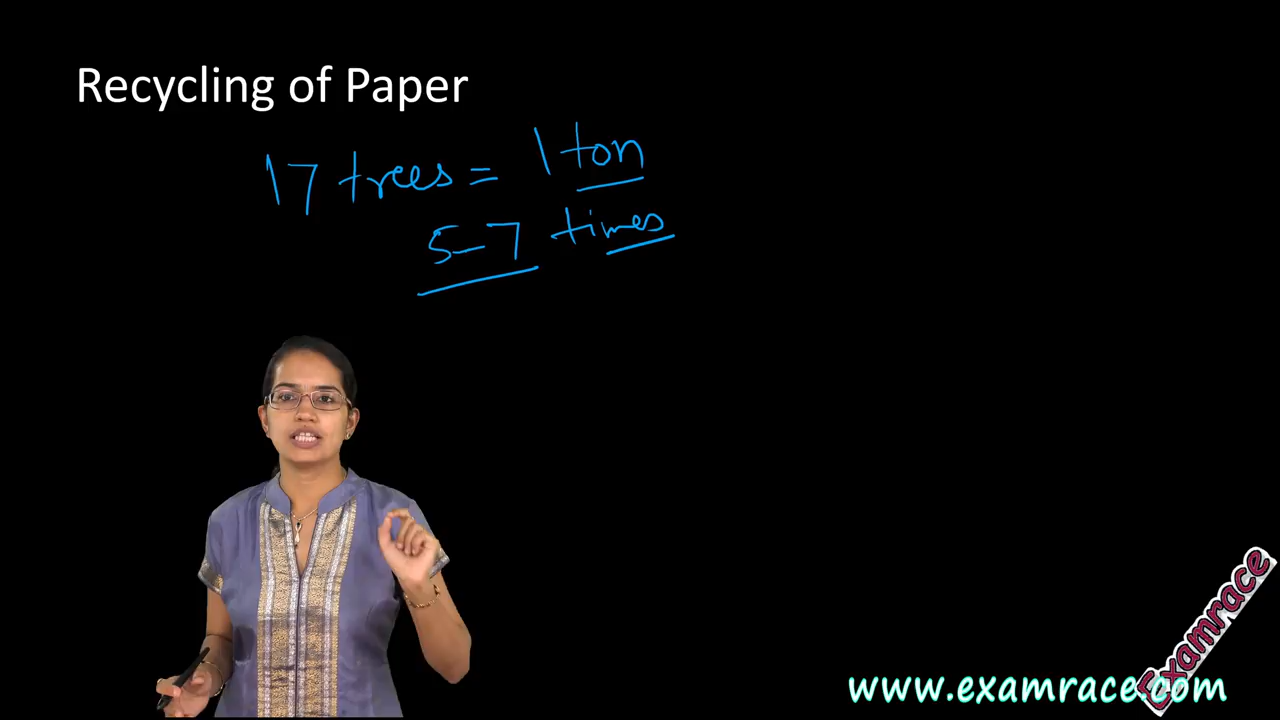 Recycling of Paper
17 trees = 1 ton
5-7 times
Examrace
www.examrace.com